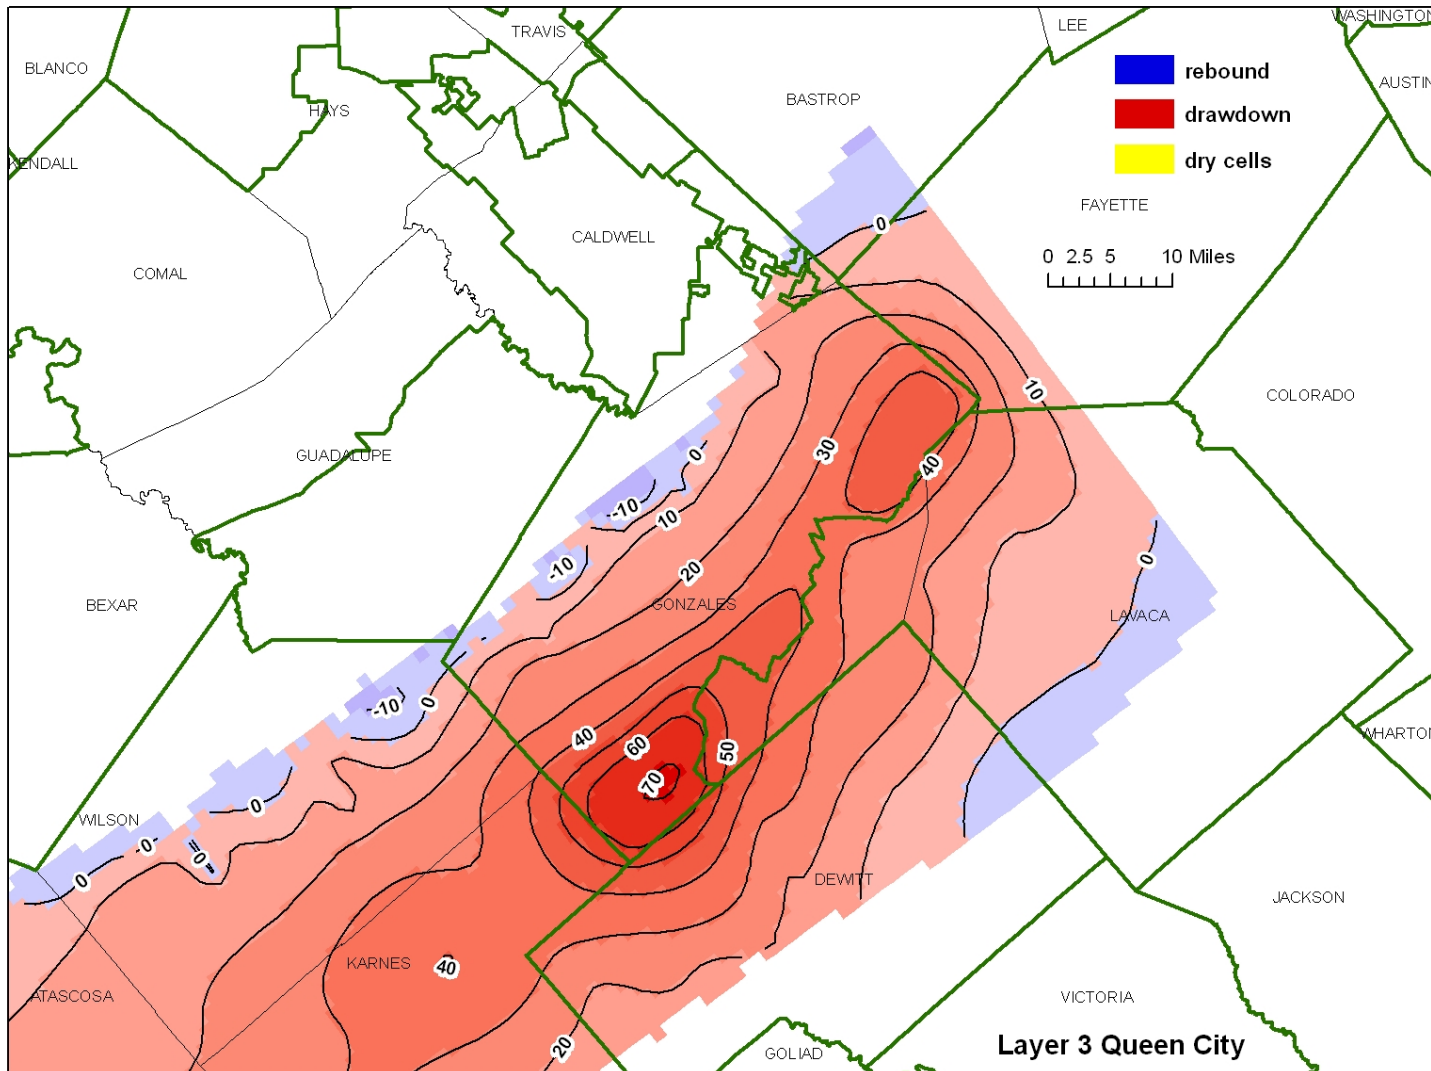 TRAVIS
LEE
WASHINGTON
BLANCO
rebound
AUSTIN
BASTROP
HAYS
drawdown
KENDALL
dry cells
FAYETTE
0
CALDWELL
0 2.5 5 10 Miles
COMAL
10
COLORADO
30
0
GUADALUPE
40
-10
10
0
-10
20
BEXAR
GONZALES
LAVACA
0
-10
40
60
50
WHARTON
70
0
WILSON
-0-
=0=
0
DEWITT
JACKSON
KARNES
40
ATASCOSA
VICTORIA
20
GOLIAD
Layer 3 Queen City